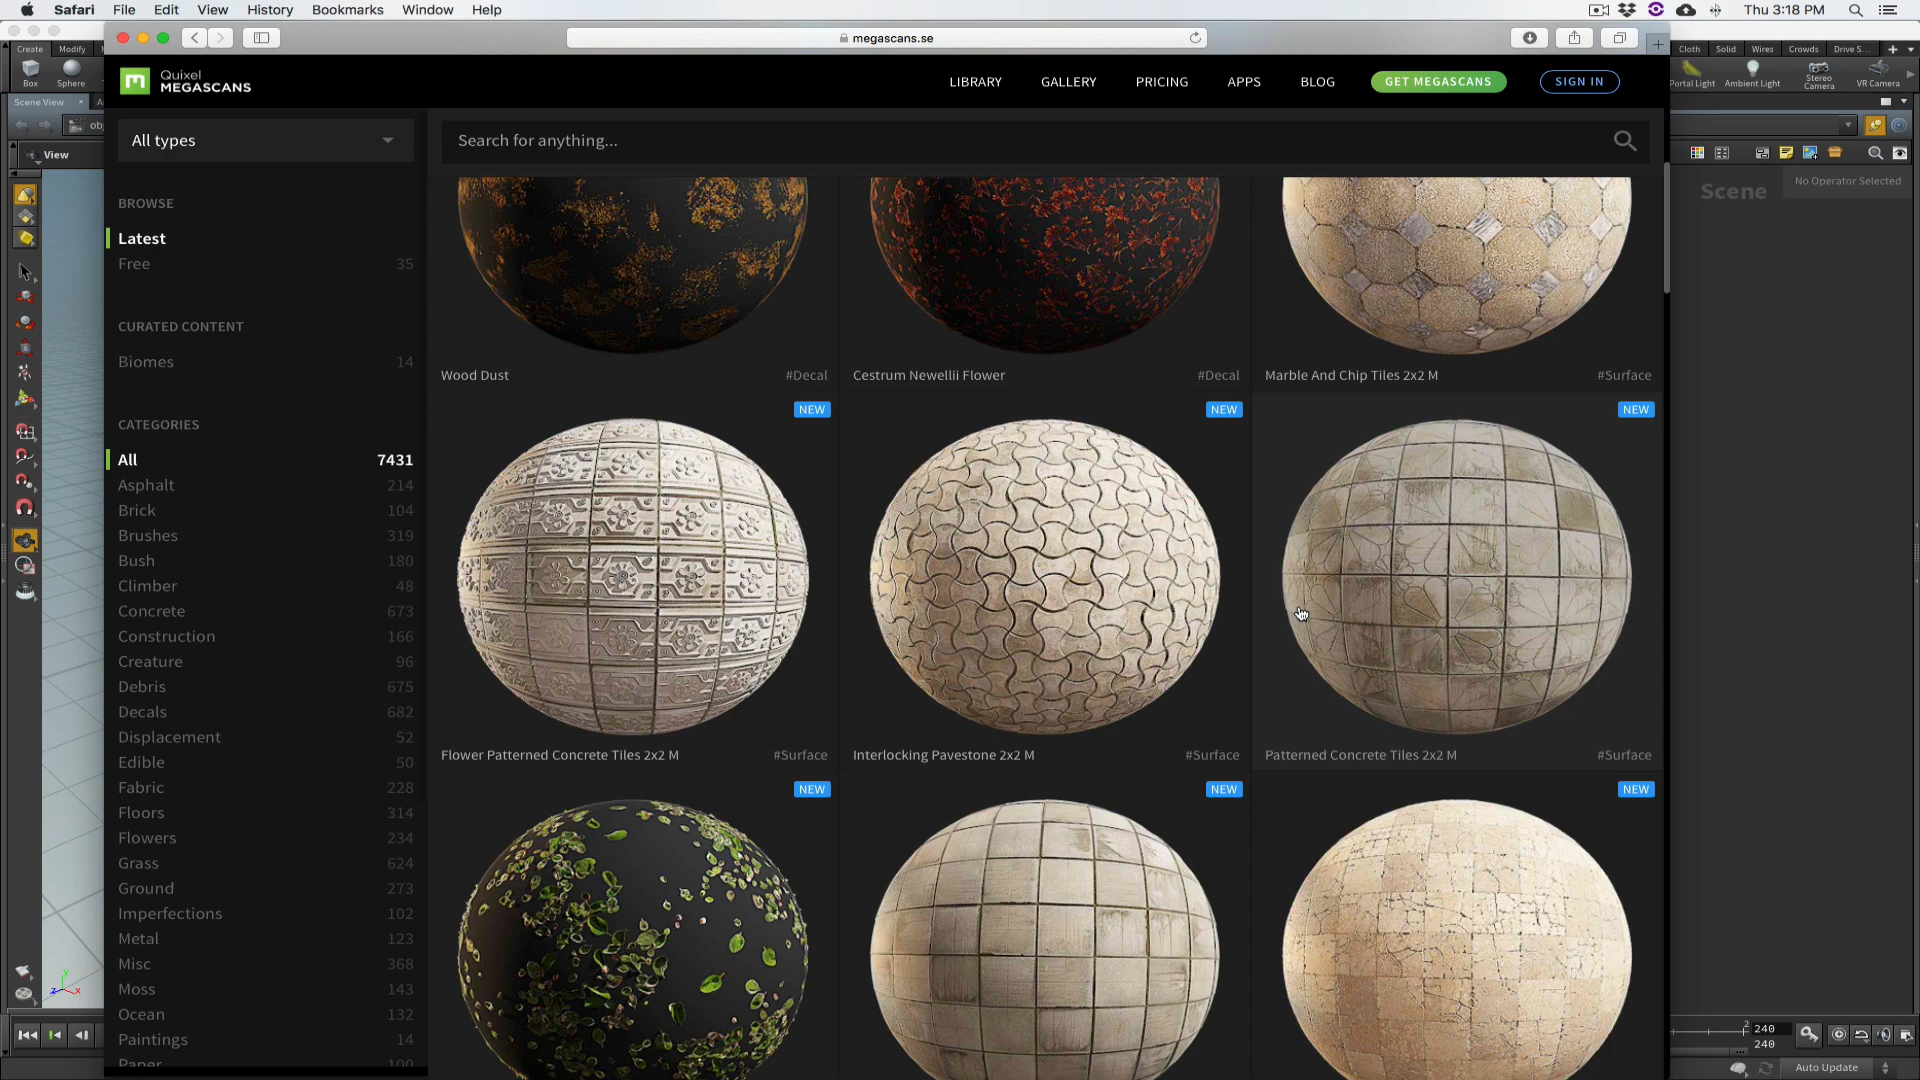 Safari File Edit View History Bookmarks Window Help
Thu 3:18 PM
megascans.se
Create Modify
Box Sphere
Scene View
View
Cloth Solid Wires Crowds Drive S...
Portal Light Ambient Light Stereo Camera VR Camera
Scene
No Operator Selected
Quixel
MEGASCANS
LIBRARY GALLERY PRICING APPS BLOG GET MEGASCANS SIGN IN
All types
Search for anything...
BROWSE
Latest
Free 35
CURATED CONTENT
Biomes 14
CATEGORIES
All 7431
Asphalt 214
Brick 104
Brushes 319
Bush 180
Climber 48
Concrete 673
Construction 166
Creature 96
Debris 675
Decals 682
Displacement 52
Edible 50
Fabric 228
Floors 314
Flowers 234
Grass 624
Ground 273
Imperfections 102
Metal 123
Misc 368
Moss 143
Ocean 132
Paintings 14
Paper 100
Wood Dust #Decal
Cestrum Newellii Flower #Decal
Marble And Chip Tiles 2x2 M #Surface
NEW NEW NEW
Flower Patterned Concrete Tiles 2x2 M #Surface
Interlocking Pavestone 2x2 M #Surface
Patterned Concrete Tiles 2x2 M #Surface
NEW NEW NEW
y
z x
2
240
240
Auto Update